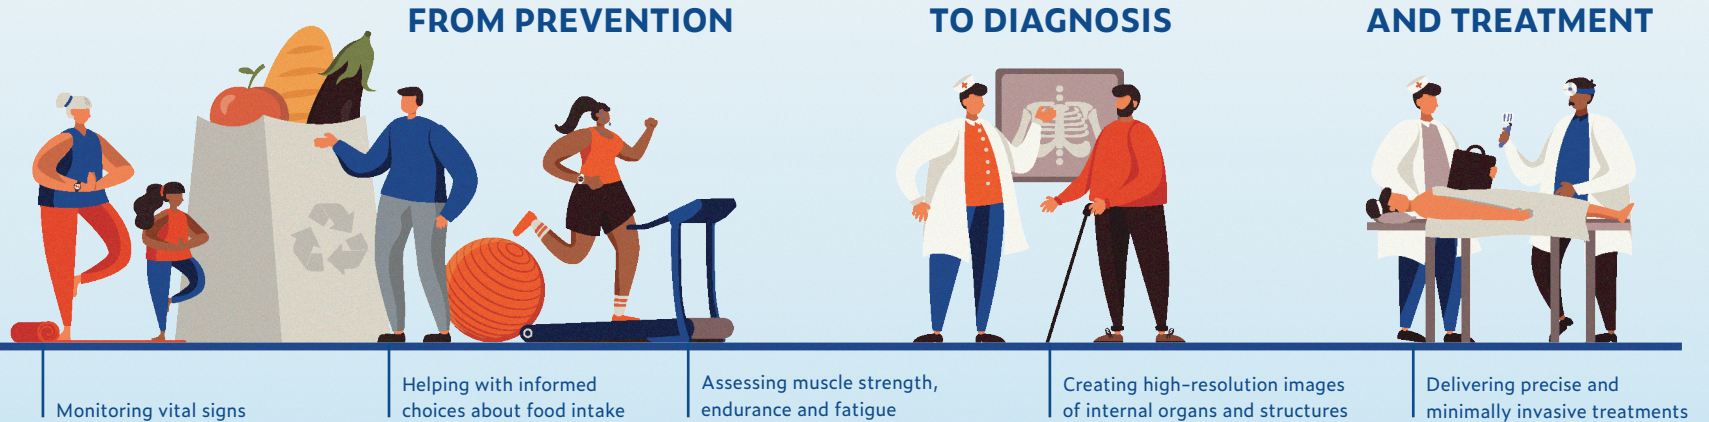 FROM PREVENTION
TO DIAGNOSIS
AND TREATMENT
Monitoring vital signs
Helping with informed
choices about food intake
Assessing muscle strength,
endurance and fatigue
Creating high-resolution images
of internal organs and structures
Delivering precise and
minimally invasive treatments